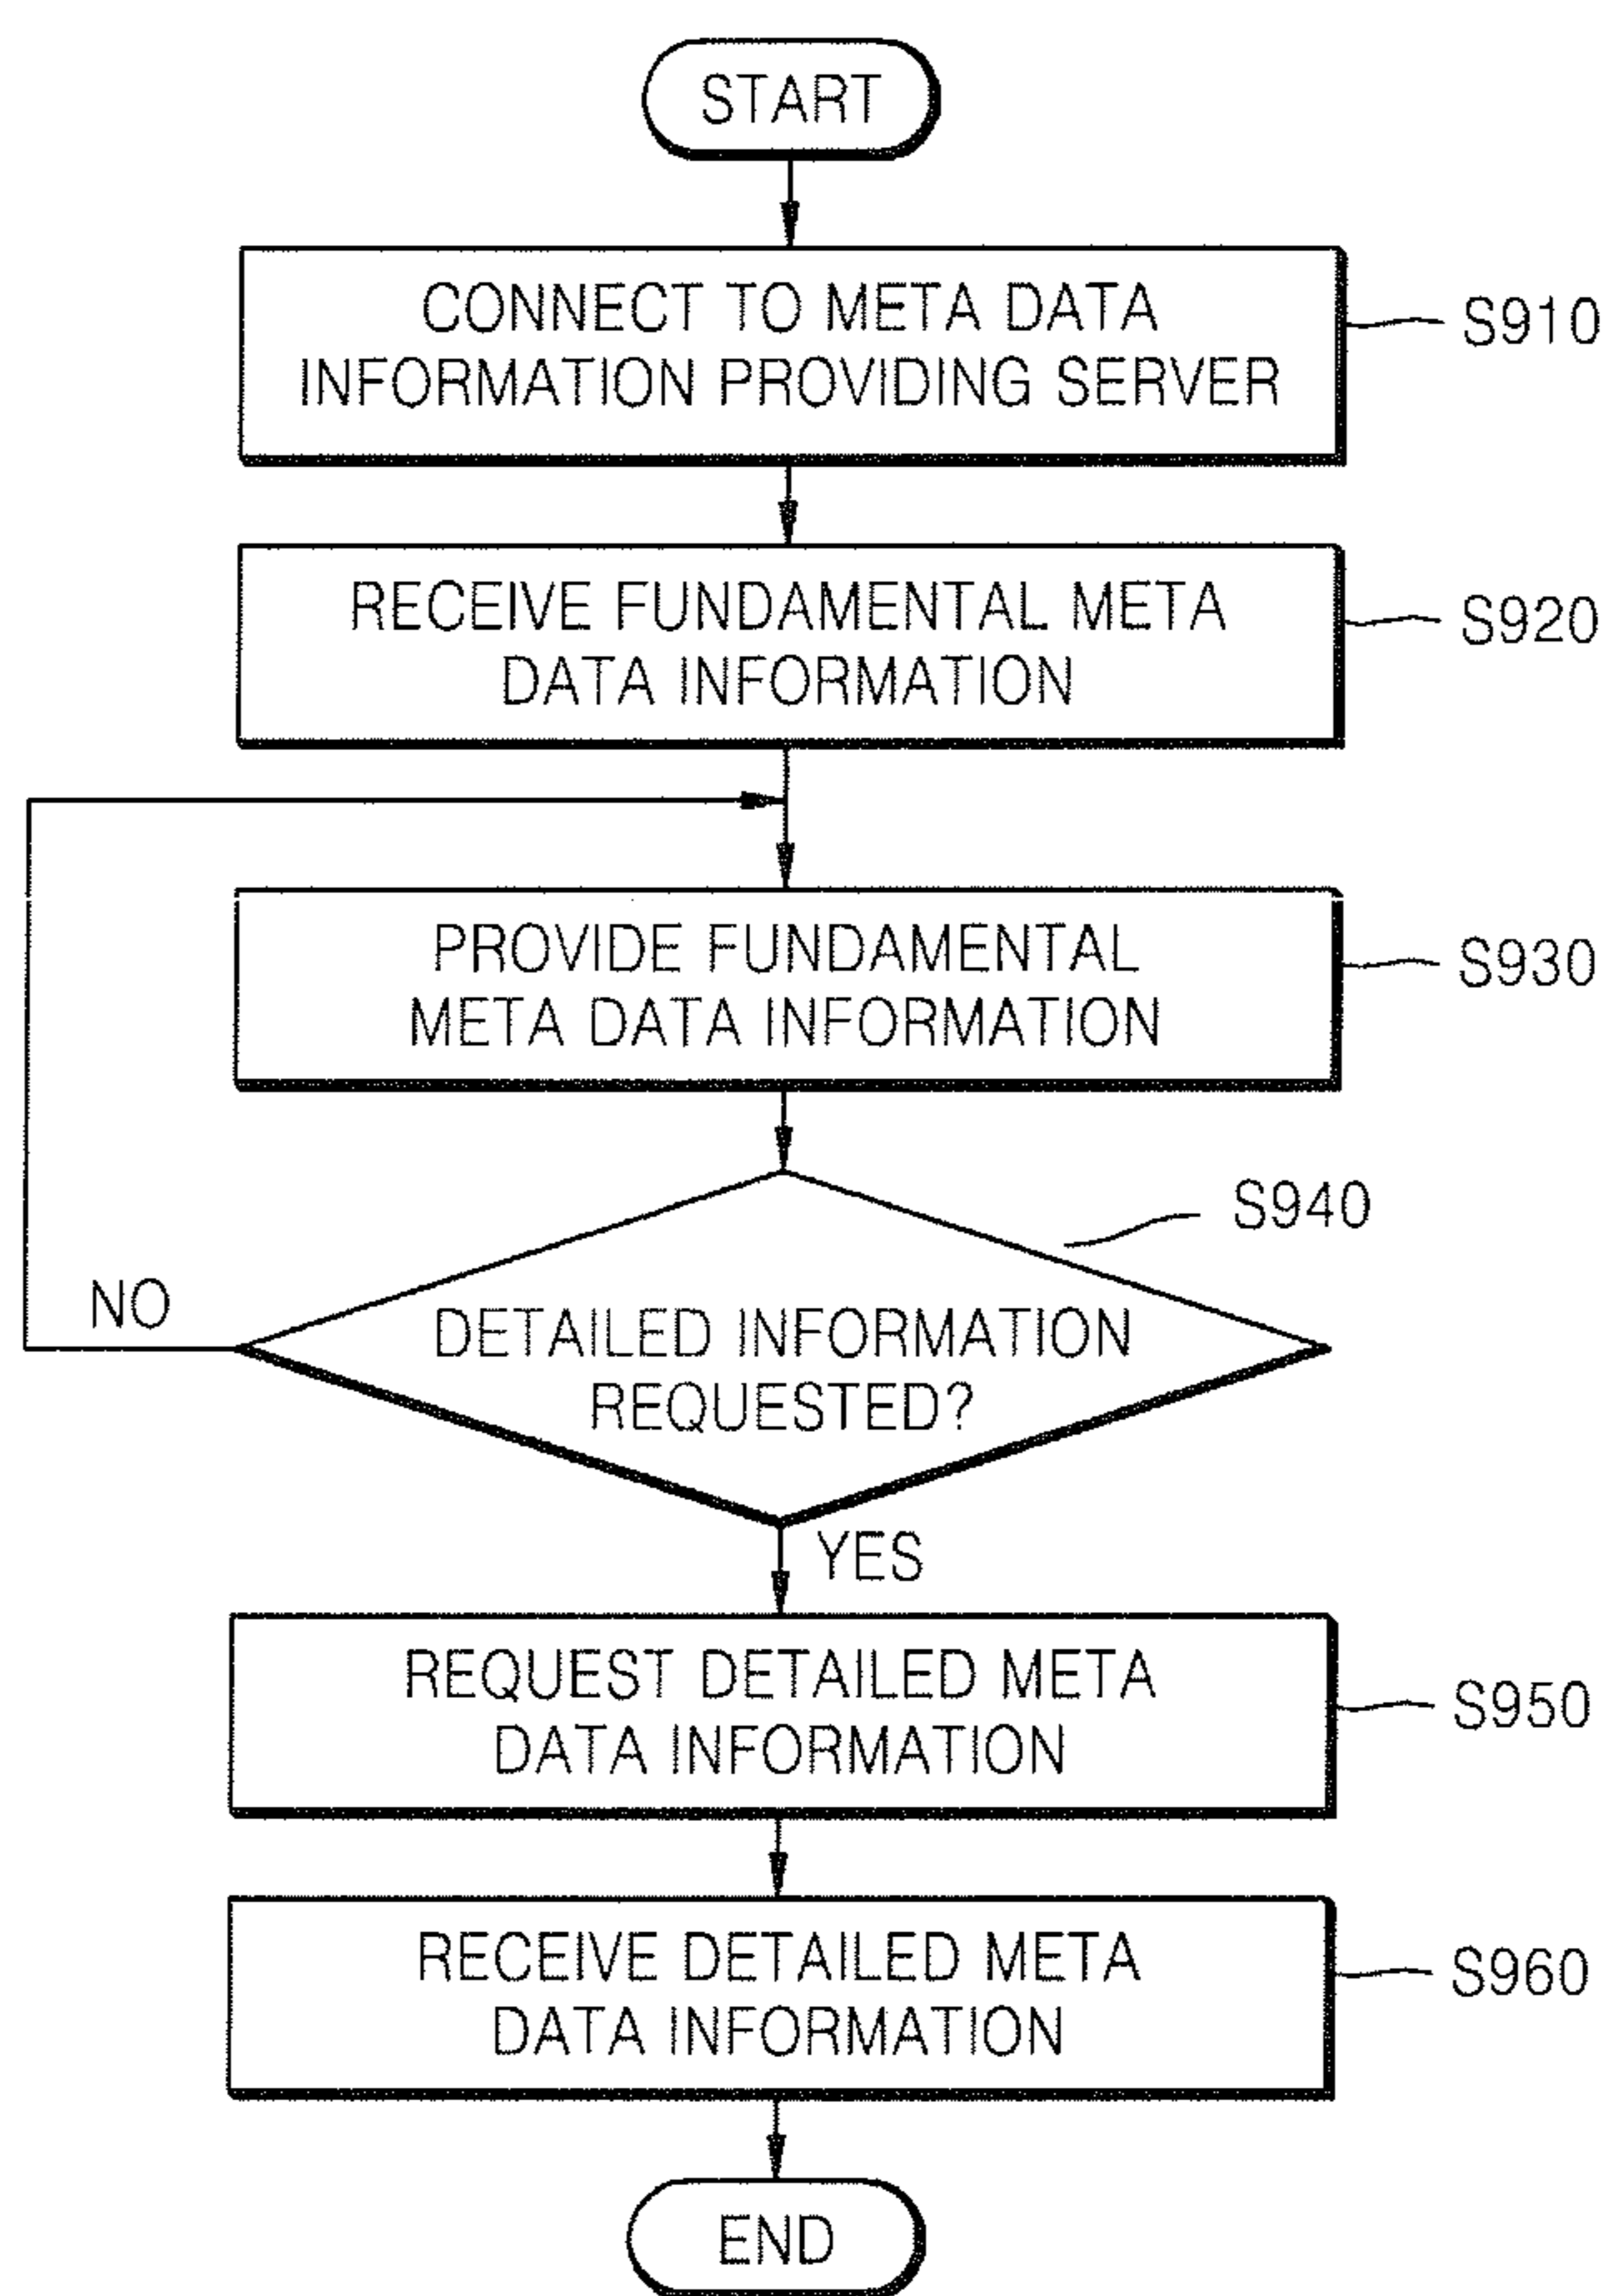 START
CONNECT TO META DATA
INFORMATION PROVIDING SERVER
S910
RECEIVE FUNDAMENTAL META
DATA INFORMATION
S920
PROVIDE FUNDAMENTAL
META DATA INFORMATION
S930
S940
NO
DETAILED INFORMATION
REQUESTED?
YES
REQUEST DETAILED META
DATA INFORMATION
S950
RECEIVE DETAILED META
DATA INFORMATION
S960
END